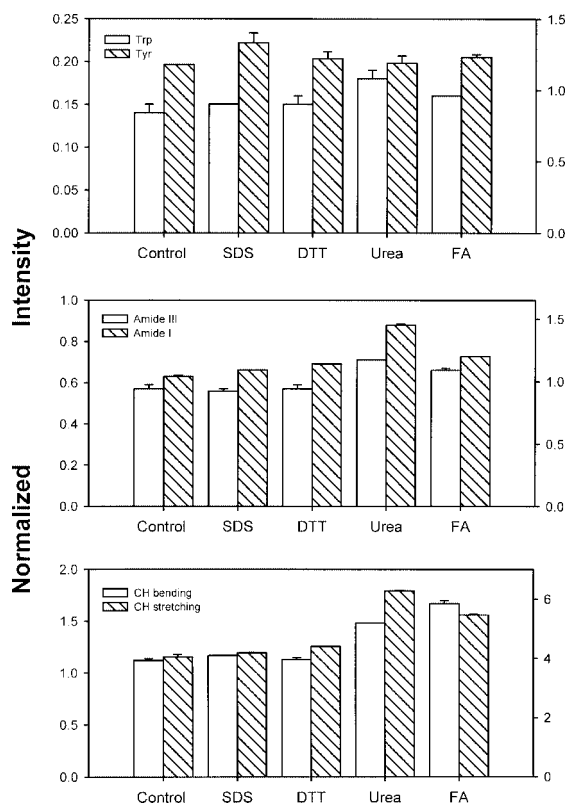 Normalized Intensity
0.25
0.20
0.15
0.10
0.05
0.00
Trp
Tyr
1.5
1.0
0.5
0.0
Control SDS DTT Urea FA
1.0
0.8
0.6
0.4
0.2
0.0
Amide III
Amide I
1.5
1.0
0.5
0.0
Control SDS DTT Urea FA
2.0
1.5
1.0
0.5
0.0
CH bending
CH stretching
6
4
2
0
Control SDS DTT Urea FA